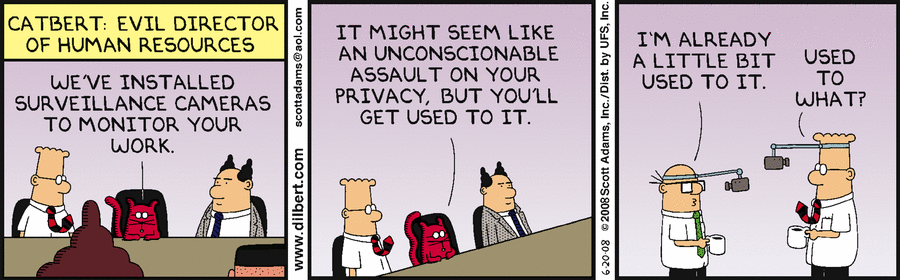 CATBERT: EVIL DIRECTOR
OF HUMAN RESOURCES
WE'VE INSTALLED
SURVEILLANCE CAMERAS
TO MONITOR YOUR
WORK.
www.dilbert.com scottadams@aol.com
IT MIGHT SEEM LIKE
AN UNCONSCIONABLE
ASSAULT ON YOUR
PRIVACY, BUT YOU'LL
GET USED TO IT.
6-20-08 ©2008 Scott Adams, Inc./Dist. by UFS, Inc.
I'M ALREADY
A LITTLE BIT
USED TO IT.
USED
TO
WHAT?